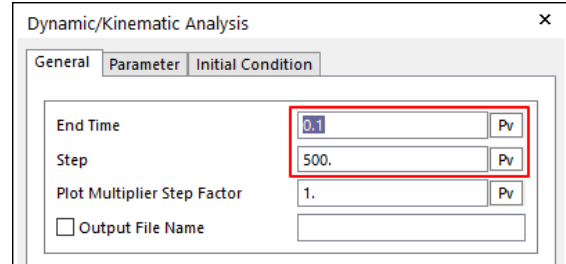 Dynamic/Kinematic Analysis ×
General Parameter Initial Condition
End Time 0.1 Pv
Step 500. Pv
Plot Multiplier Step Factor 1. Pv
Output File Name